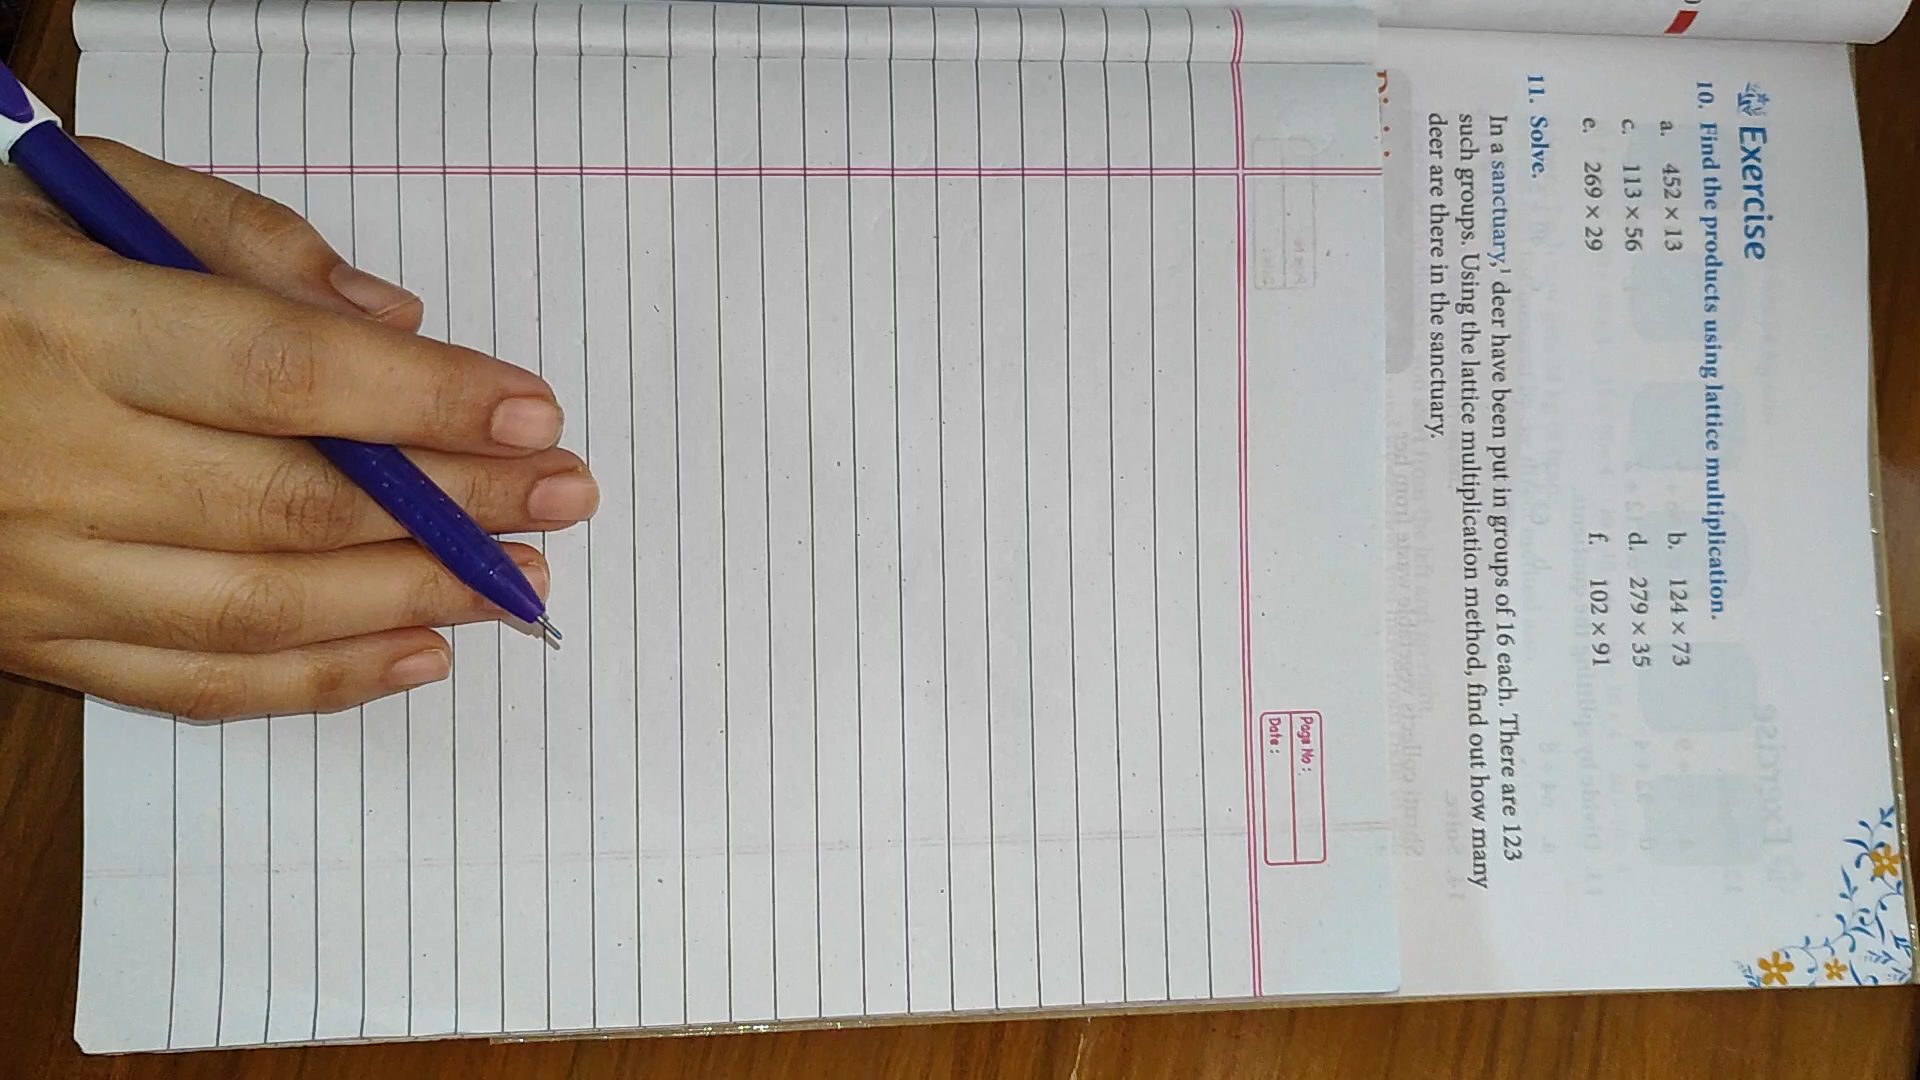 Exercise
10. Find the products using lattice multiplication.
a. 452 × 13 b. 124 × 73
c. 113 × 56 d. 279 × 35
e. 269 × 29 f. 102 × 91
11. Solve.
In a sanctuary,¹ deer have been put in groups of 16 each. There are 123
such groups. Using the lattice multiplication method, find out how many
deer are there in the sanctuary.
Page No :
Date :